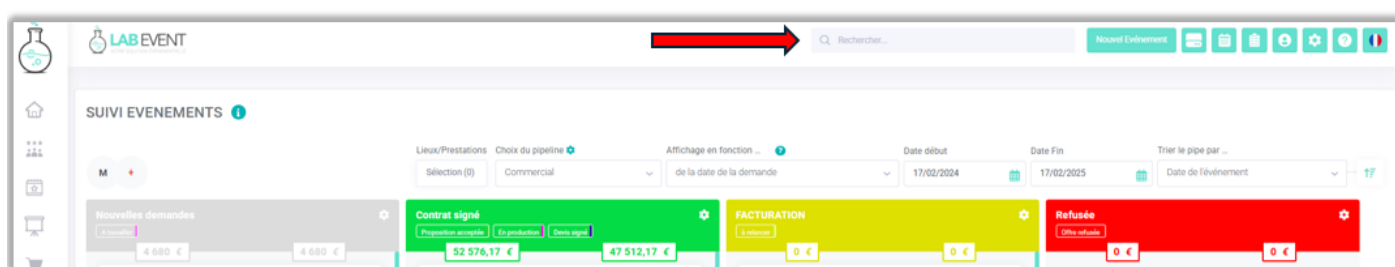 LAB EVENT
Rechercher...
Nouvel Evénement
SUIVI EVENEMENTS
Lieux/Prestations Choix du pipeline Affichage en fonction ... Date début Date Fin Trier le pipe par ...
M + Sélection (0) Commercial de la date de la demande 17/02/2024 17/02/2025 Date de l'événement
Nouvelles demandes Contrat signé FACTURATION Refusée
A travailler Proposition acceptée En production Devis signé à relancer Offre refusée
4 680 € 4 680 € 52 576,17 € 47 512,17 € 0 € 0 € 0 € 0 €